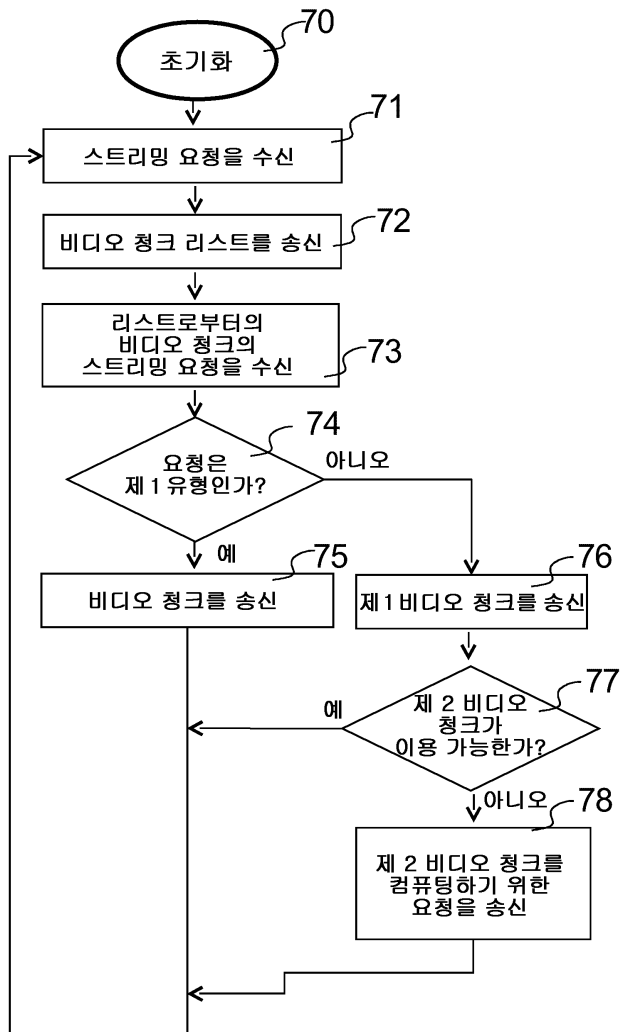 70
초기화
71
스트리밍 요청을 수신
72
비디오 청크 리스트를 송신
리스트로부터의
비디오 청크의
스트리밍 요청을 수신
73
74
요청은
제 1 유형인가?
아니오
예
75
비디오 청크를 송신
76
제 1 비디오 청크를 송신
77
제 2 비디오
청크가
이용 가능한가?
예
아니오
78
제 2 비디오 청크를
컴퓨팅하기 위한
요청을 송신